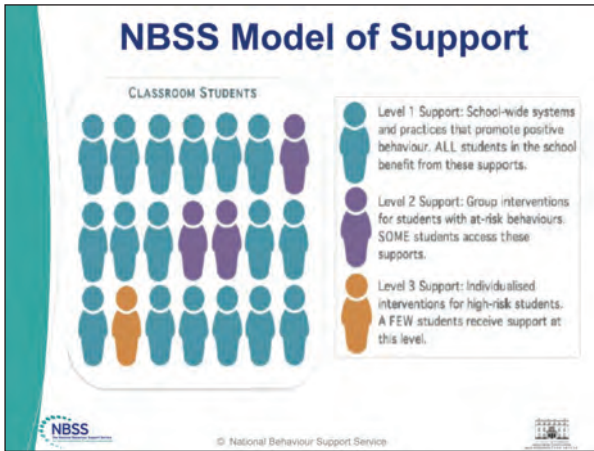 NBSS Model of Support
CLASSROOM STUDENTS
Level 1 Support: School-wide systems
and practices that promote positive
behaviour. ALL students in the school
benefit from these supports.
Level 2 Support: Group interventions
for students with at-risk behaviours.
SOME students access these
supports.
Level 3 Support: Individualised
interventions for high-risk students.
A FEW students receive support at
this level.
NBSS
© National Behaviour Support Service